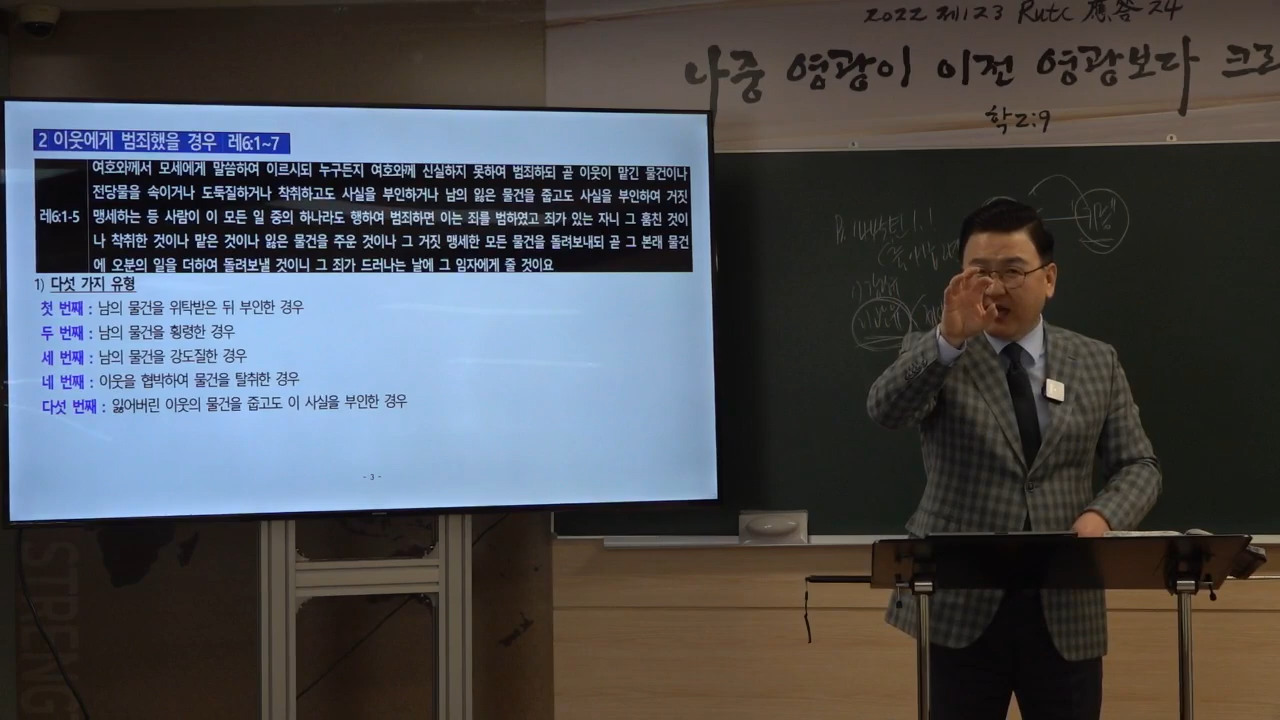 2022 제123 Rutc 應答 24
나중 영광이 이전 영광보다 크리
학2:9
2 이웃에게 범죄했을 경우 레6:1~7
레6:1-5
여호와께서 모세에게 말씀하여 이르시되 누구든지 여호와께 신실하지 못하여 범죄하되 곧 이웃이 맡긴 물건이나
전당물을 속이거나 도둑질하거나 착취하고도 사실을 부인하거나 남의 잃은 물건을 줍고도 사실을 부인하여 거짓
맹세하는 등 사람이 이 모든 일 중의 하나라도 행하여 범죄하면 이는 죄를 범하였고 죄가 있는 자니 그 훔친 것이
나 착취한 것이나 맡은 것이나 잃은 물건을 주운 것이나 그 거짓 맹세한 모든 물건을 돌려보내되 곧 그 본래 물건
에 오분의 일을 더하여 돌려보낼 것이니 그 죄가 드러나는 날에 그 임자에게 줄 것이요
1) 다섯 가지 유형
첫 번째 : 남의 물건을 위탁받은 뒤 부인한 경우
두 번째 : 남의 물건을 횡령한 경우
세 번째 : 남의 물건을 강도질한 경우
네 번째 : 이웃을 협박하여 물건을 탈취한 경우
다섯 번째 : 잃어버린 이웃의 물건을 줍고도 이 사실을 부인한 경우
- 3 -
STRENG